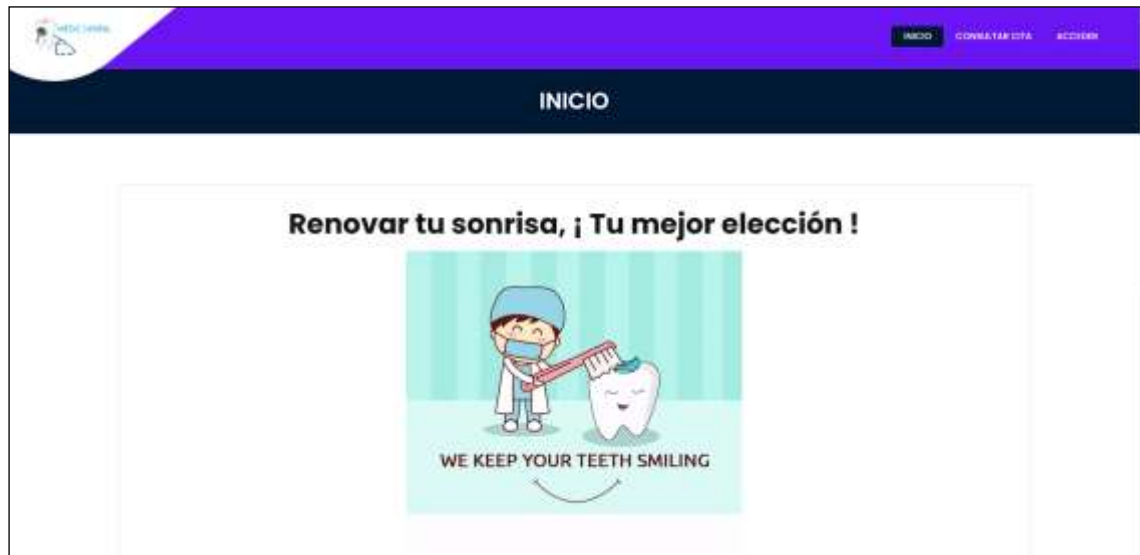 INICIO
CONSULTAR CITA
ACCEDER
INICIO
Renovar tu sonrisa, ¡ Tu mejor elección !
WE KEEP YOUR TEETH SMILING